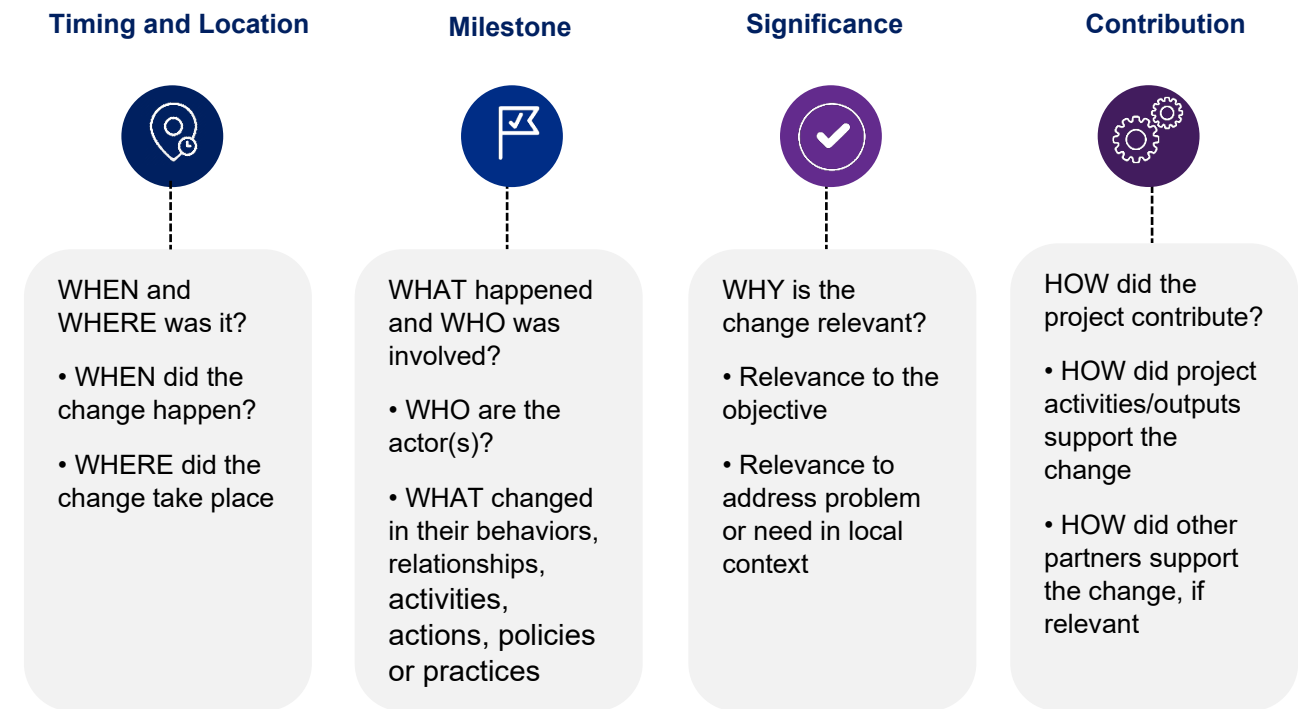 Timing and Location
WHEN and
WHERE was it?
• WHEN did the
change happen?
• WHERE did the
change take place
Milestone
WHAT happened
and WHO was
involved?
• WHO are the
actor(s)?
• WHAT changed
in their behaviors,
relationships,
activities,
actions, policies
or practices
Significance
WHY is the
change relevant?
• Relevance to the
objective
• Relevance to
address problem
or need in local
context
Contribution
HOW did the
project contribute?
• HOW did project
activities/outputs
support the
change
• HOW did other
partners support
the change, if
relevant